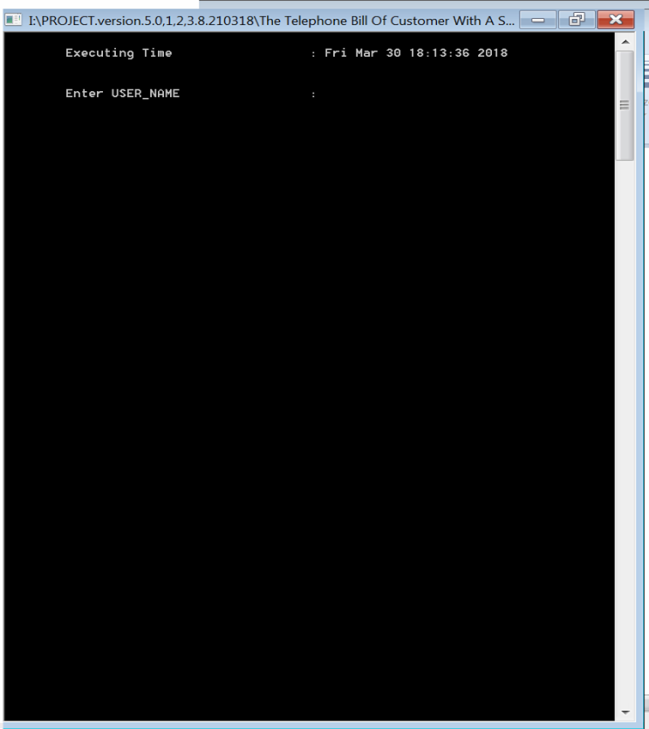 I:\PROJECT.version.5.0,1,2,3.8.210318\The Telephone Bill Of Customer With A S...
Executing Time : Fri Mar 30 18:13:36 2018
Enter USER_NAME :